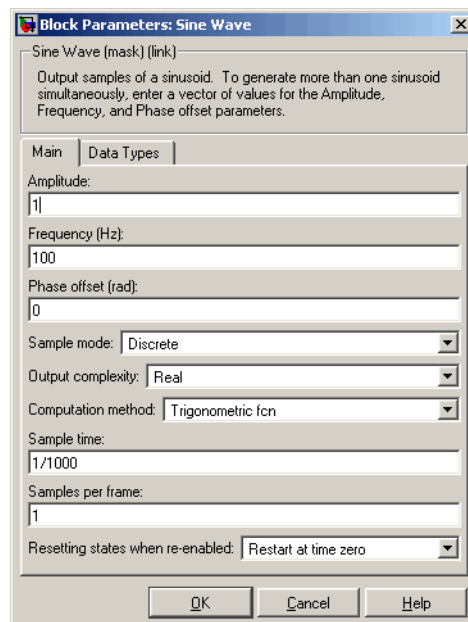 Block Parameters: Sine Wave
Sine Wave (mask) (link)
Output samples of a sinusoid. To generate more than one sinusoid
simultaneously, enter a vector of values for the Amplitude,
Frequency, and Phase offset parameters.
Main Data Types
Amplitude:
1
Frequency (Hz):
100
Phase offset (rad):
0
Sample mode: Discrete
Output complexity: Real
Computation method: Trigonometric fcn
Sample time:
1/1000
Samples per frame:
1
Resetting states when re-enabled: Restart at time zero
OK Cancel Help